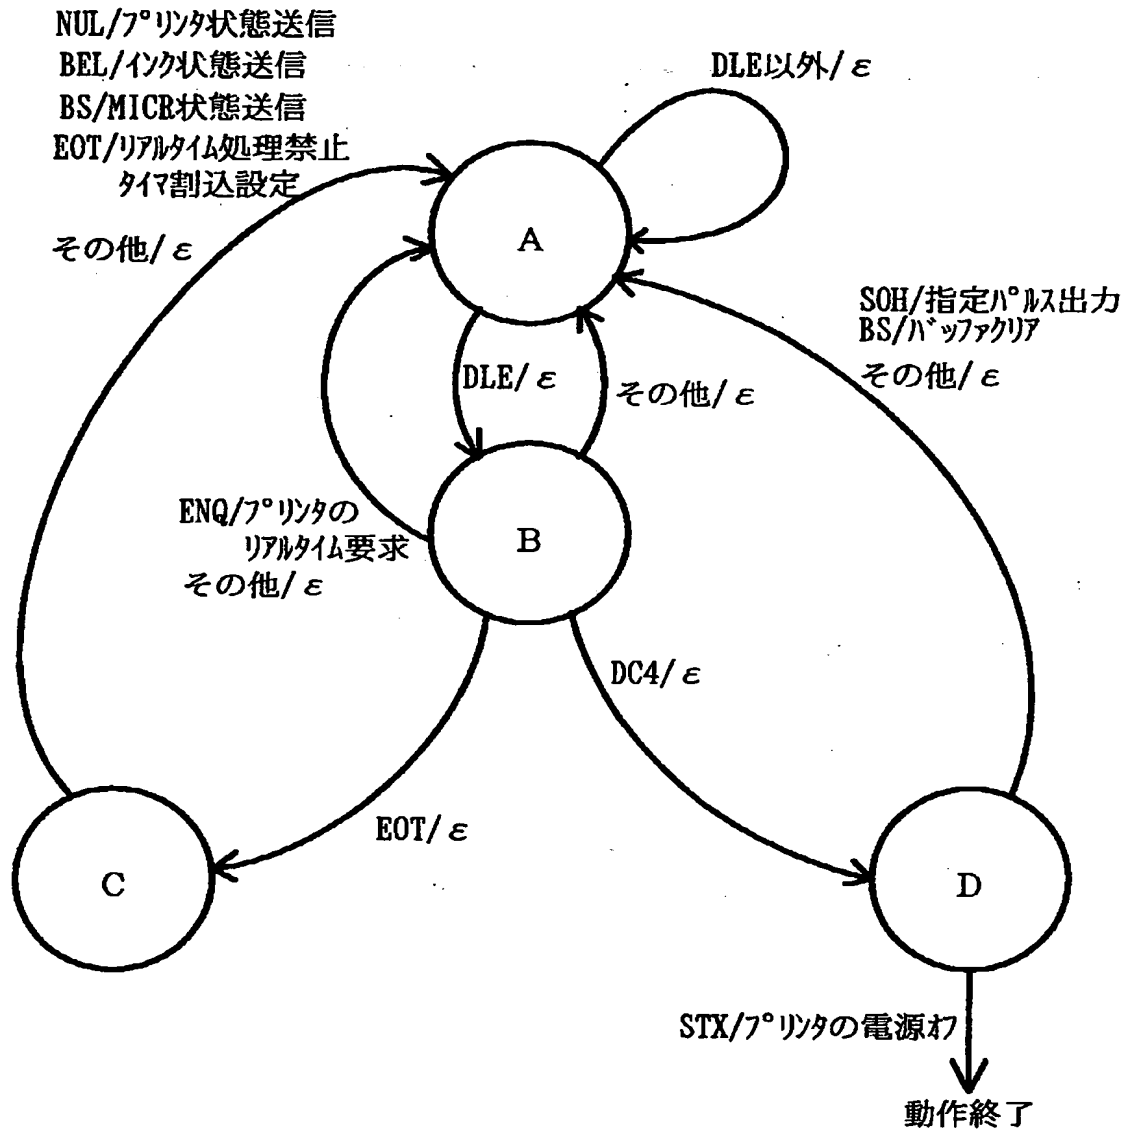 NUL/ﾌﾟﾘﾝﾀ状態送信
BEL/ｲﾝｸ状態送信
BS/MICR状態送信
EOT/ﾘｱﾙﾀｲﾑ処理禁止
ﾀｲﾏ割込設定
その他/ε
DLE以外/ε
A
SOH/指定ﾊﾟﾙｽ出力
BS/ﾊﾞｯﾌｧｸﾘｱ
その他/ε
DLE/ε
その他/ε
ENQ/ﾌﾟﾘﾝﾀの
ﾘｱﾙﾀｲﾑ要求
その他/ε
B
DC4/ε
EOT/ε
C
D
STX/ﾌﾟﾘﾝﾀの電源ｵﾌ
動作終了